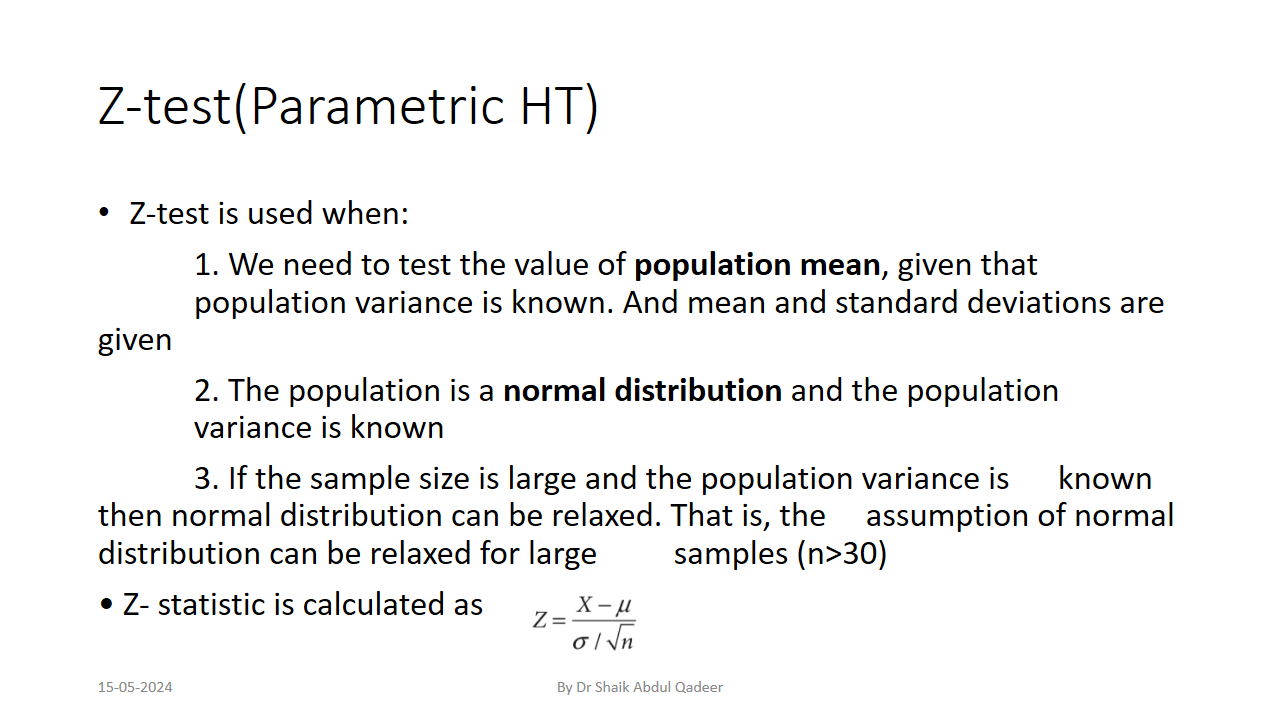 Z-test(Parametric HT)
• Z-test is used when:
1. We need to test the value of population mean, given that
population variance is known. And mean and standard deviations are
given
2. The population is a normal distribution and the population
variance is known
3. If the sample size is large and the population variance is known
then normal distribution can be relaxed. That is, the assumption of normal
distribution can be relaxed for large samples (n>30)
• Z- statistic is calculated as Z = (X − μ) / (σ / √n)
15-05-2024 By Dr Shaik Abdul Qadeer